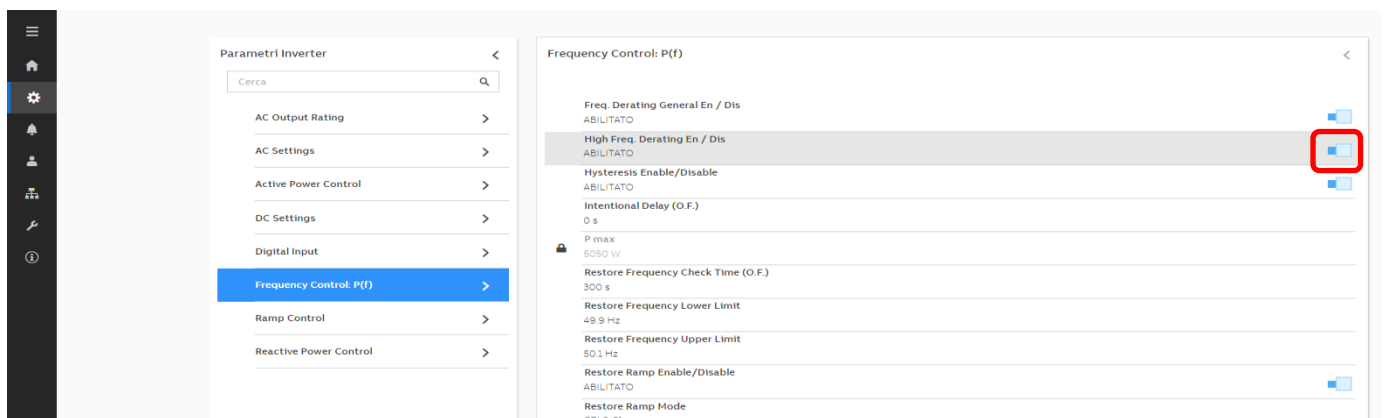 Parametri Inverter
Cerca
AC Output Rating
AC Settings
Active Power Control
DC Settings
Digital Input
Frequency Control: P(f)
Ramp Control
Reactive Power Control
Frequency Control: P(f)
Freq. Derating General En / Dis
ABILITATO
High Freq. Derating En / Dis
ABILITATO
Hysteresis Enable/Disable
ABILITATO
Intentional Delay (O.F.)
0 s
P max
5050 W
Restore Frequency Check Time (O.F.)
300 s
Restore Frequency Lower Limit
49.9 Hz
Restore Frequency Upper Limit
50.1 Hz
Restore Ramp Enable/Disable
ABILITATO
Restore Ramp Mode